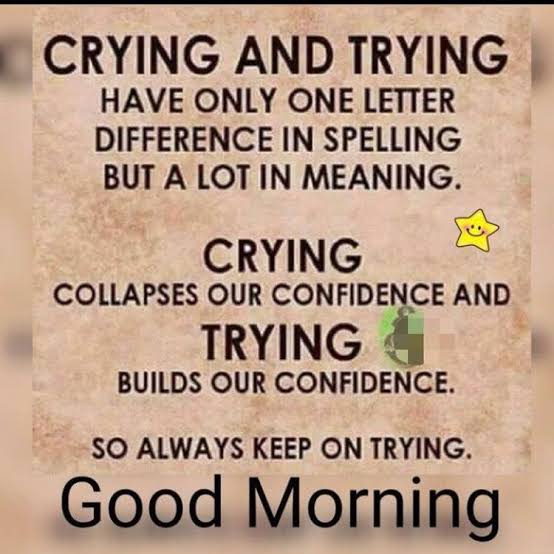 CRYING AND TRYING
HAVE ONLY ONE LETTER
DIFFERENCE IN SPELLING
BUT A LOT IN MEANING.
CRYING
COLLAPSES OUR CONFIDENCE AND
TRYING
BUILDS OUR CONFIDENCE.
SO ALWAYS KEEP ON TRYING.
Good Morning